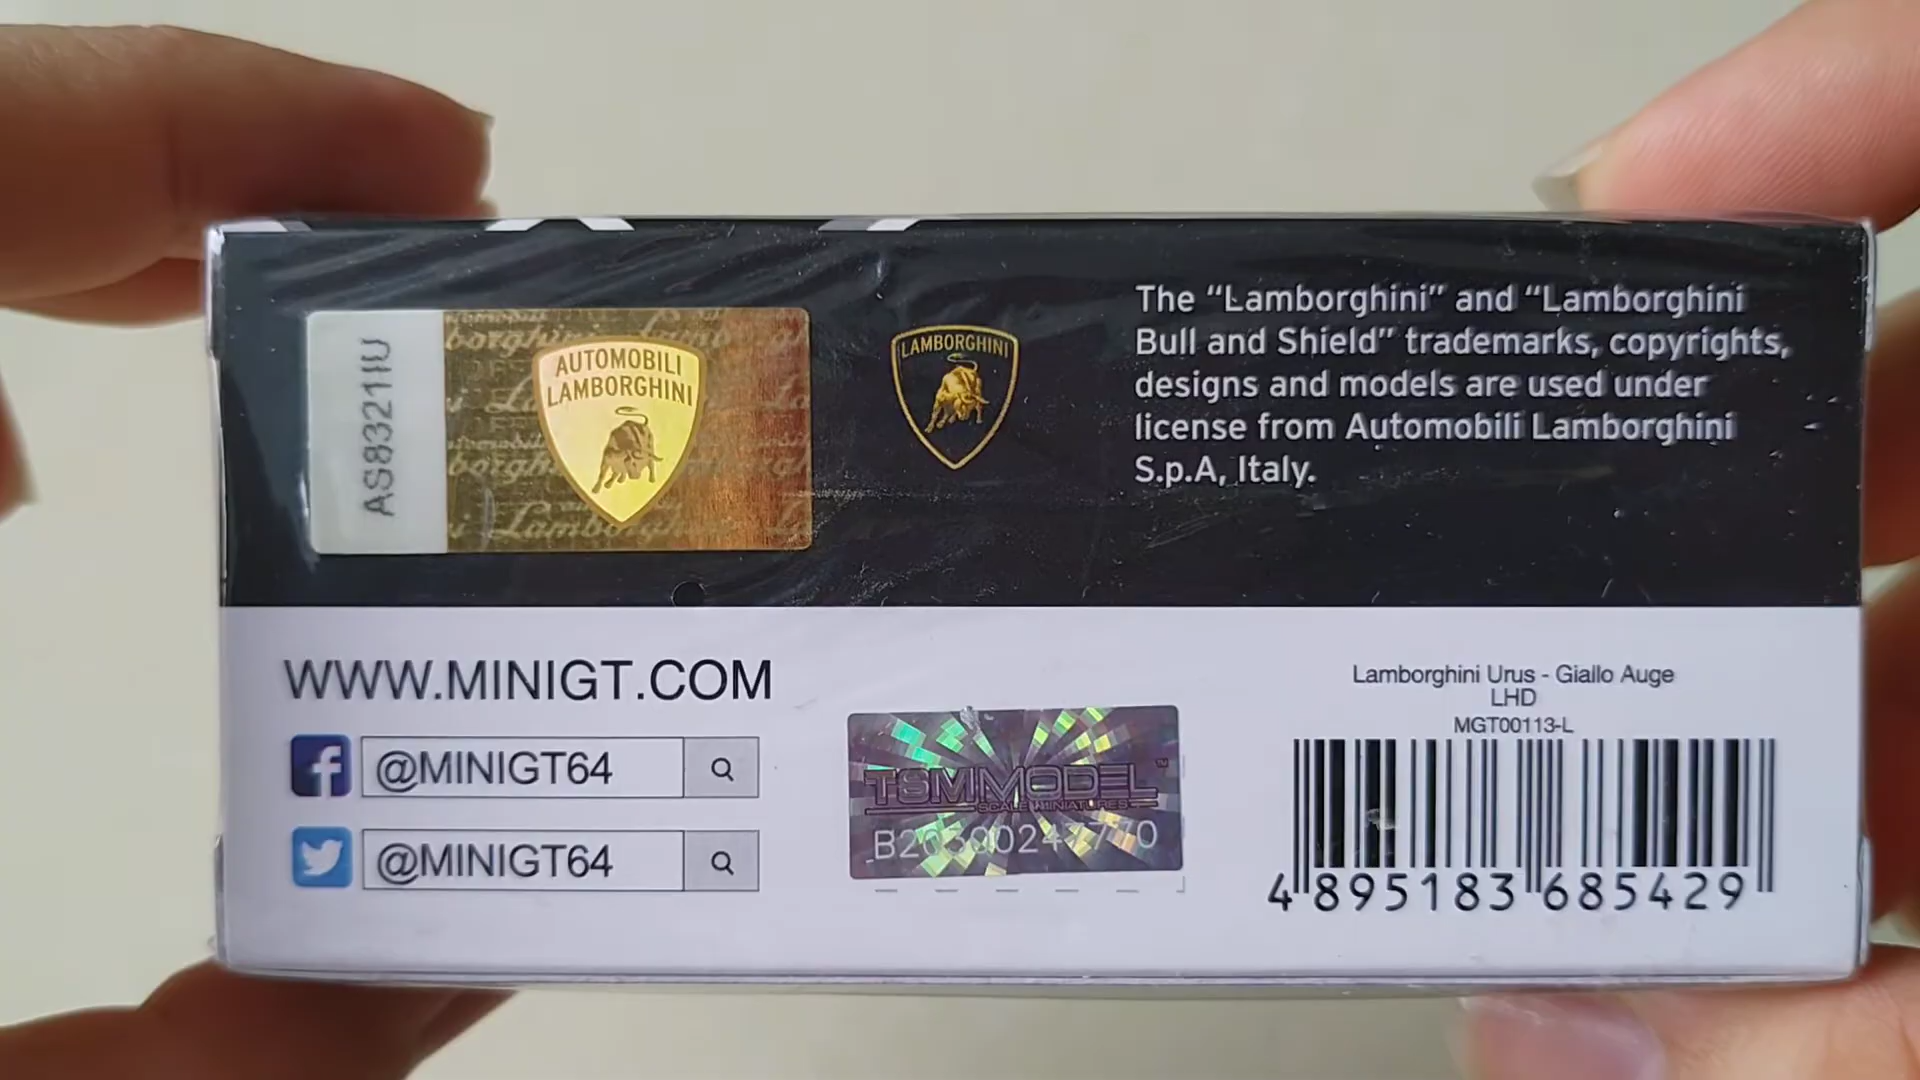 AS8321IU
AUTOMOBILI
LAMBORGHINI
LAMBORGHINI
The “Lamborghini” and “Lamborghini
Bull and Shield” trademarks, copyrights,
designs and models are used under
license from Automobili Lamborghini
S.p.A, Italy.
WWW.MINIGT.COM
@MINIGT64
@MINIGT64
TSMMODEL™
SCALE MINIATURES
Lamborghini Urus - Giallo Auge
LHD
MGT00113-L
4 895183 685429